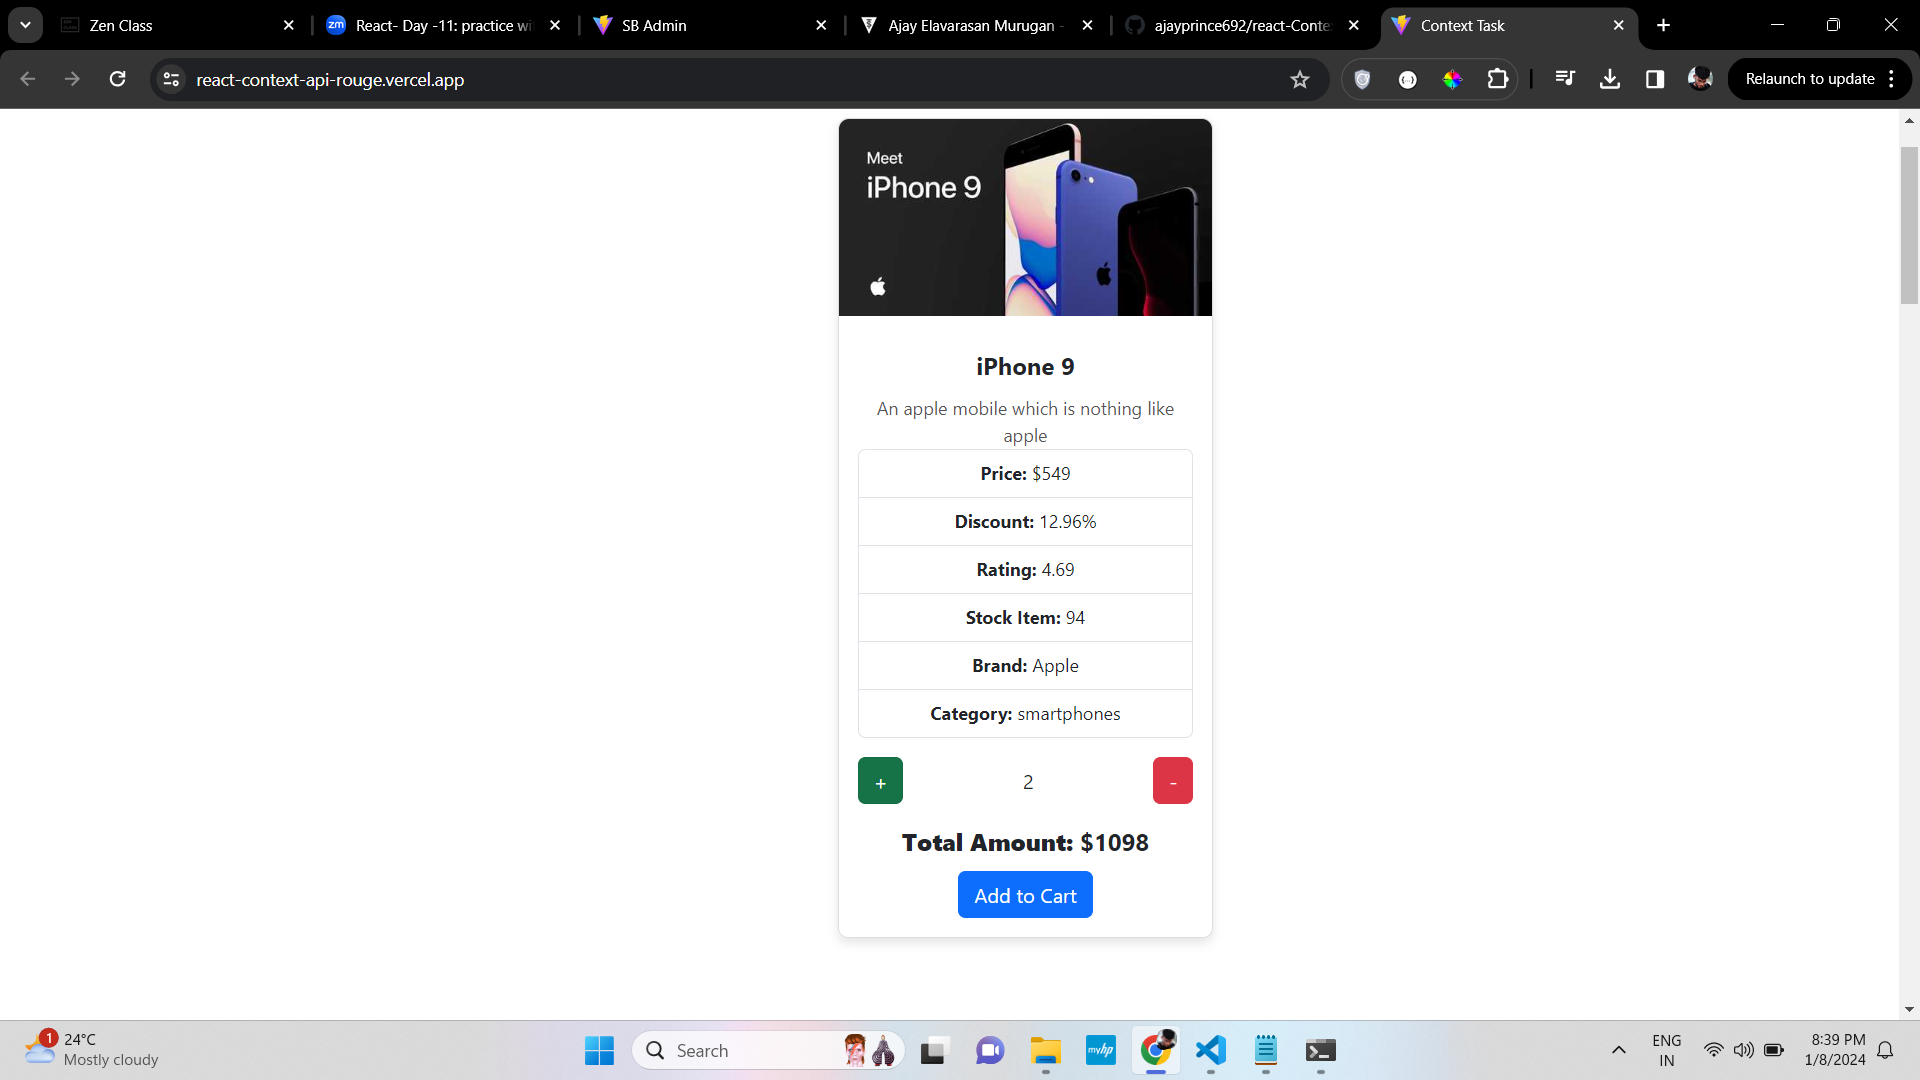 Zen Class
React- Day -11: practice wi
SB Admin
Ajay Elavarasan Murugan -
ajayprince692/react-Conte
Context Task
react-context-api-rouge.vercel.app
Relaunch to update
Meet
iPhone 9
iPhone 9
An apple mobile which is nothing like
apple
Price: $549
Discount: 12.96%
Rating: 4.69
Stock Item: 94
Brand: Apple
Category: smartphones
+ 2 -
Total Amount: $1098
Add to Cart
1
24°C
Mostly cloudy
Search
myhp
ENG
IN
8:39 PM
1/8/2024